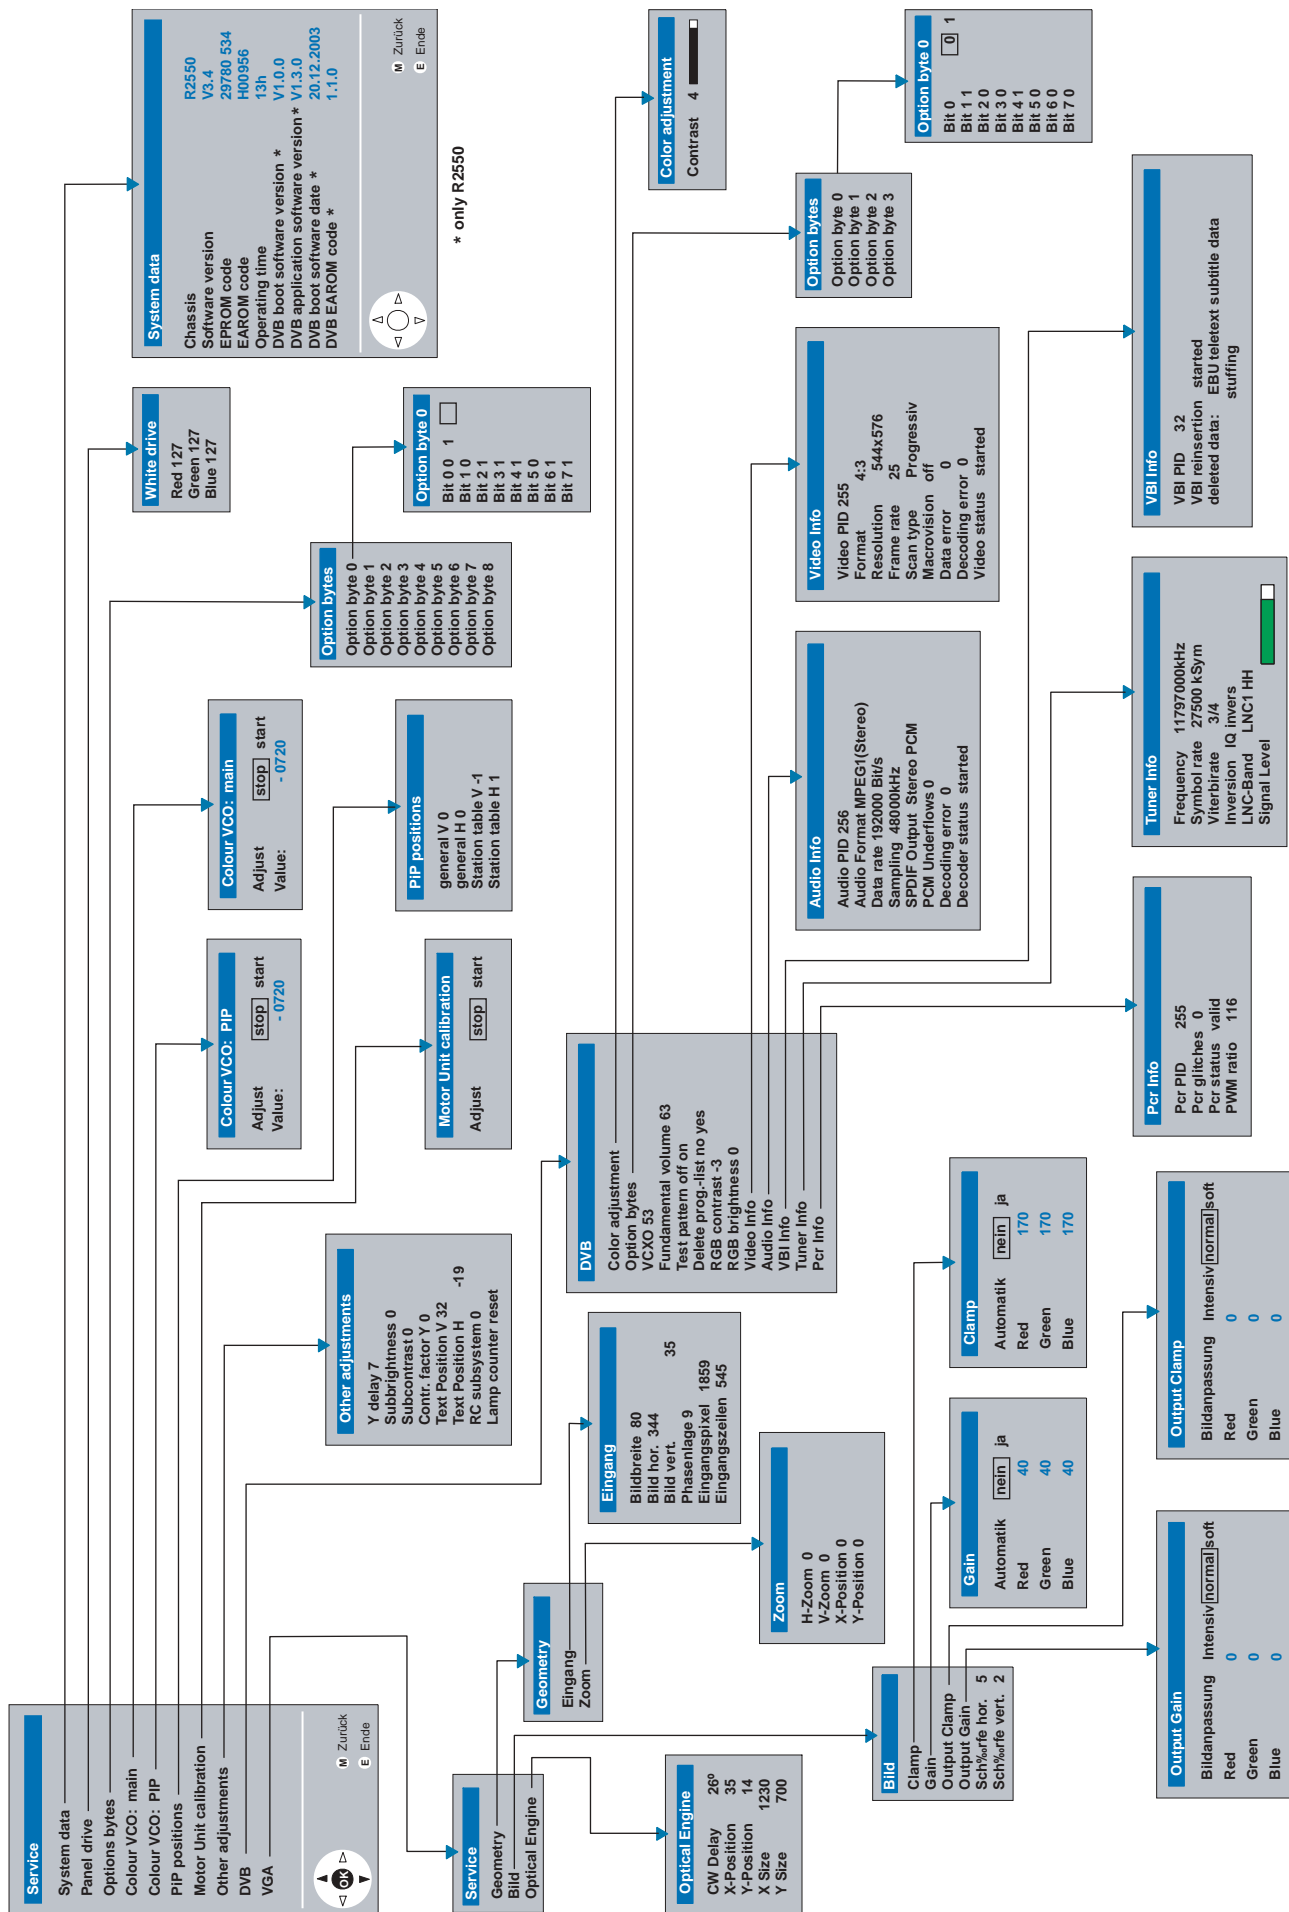 Service
System data
Panel drive
Options bytes
Colour VCO: main
Colour VCO: PIP
PiP positions
Motor Unit calibration
Other adjustments
DVB
VGA
OK
M Zurück
E Ende
System data
Chassis R2550
Software version V3.4
EPROM code 29780 534
EAROM code H00956
Operating time 13h
DVB boot software version * V1.0.0
DVB application software version * V1.3.0
DVB boot software date * 20.12.2003
DVB EAROM code * 1.1.0
M Zurück
E Ende
* only R2550
White drive
Red 127
Green 127
Blue 127
Option bytes
Option byte 0
Option byte 1
Option byte 2
Option byte 3
Option byte 4
Option byte 5
Option byte 6
Option byte 7
Option byte 8
Option byte 0
Bit 0 0 1
Bit 1 0
Bit 2 1
Bit 3 1
Bit 4 1
Bit 5 0
Bit 6 1
Bit 7 1
Colour VCO: main
Adjust stop start
Value: - 0720
Colour VCO: PIP
Adjust stop start
Value: - 0720
PiP positions
general V 0
general H 0
Station table V -1
Station table H 1
Motor Unit calibration
Adjust stop start
Other adjustments
Y delay 7
Subbrightness 0
Subcontrast 0
Contr. factor Y 0
Text Position V 32
Text Position H -19
RC subsystem 0
Lamp counter reset
DVB
Color adjustment
Option bytes
VCXO 53
Fundamental volume 63
Test pattern off on
Delete prog.-list no yes
RGB contrast -3
RGB brightness 0
Video Info
Audio Info
VBI Info
Tuner Info
Pcr Info
Color adjustment
Contrast 4
Option bytes
Option byte 0
Option byte 1
Option byte 2
Option byte 3
Option byte 0
Bit 0 0 1
Bit 1 1
Bit 2 0
Bit 3 0
Bit 4 1
Bit 5 0
Bit 6 0
Bit 7 0
Video Info
Video PID 255
Format 4:3
Resolution 544x576
Frame rate 25
Scan type Progressiv
Macrovision off
Data error 0
Decoding error 0
Video status started
Audio Info
Audio PID 256
Audio Format MPEG1(Stereo)
Data rate 192000 Bit/s
Sampling 48000kHz
SPDIF Output Stereo PCM
PCM Underflows 0
Decoding error 0
Decoder status started
VBI Info
VBI PID 32
VBI reinsertion started
deleted data: EBU teletext subtitle data
stuffing
Tuner Info
Frequency 11797000kHz
Symbol rate 27500 kSym
Viterbirate 3/4
Inversion IQ invers
LNC-Band LNC1 HH
Signal Level
Pcr Info
Pcr PID 255
Pcr glitches 0
Pcr status valid
PWM ratio 116
Service
Geometry
Bild
Optical Engine
Geometry
Eingang
Zoom
Eingang
Bildbreite 80
Bild hor. 344
Bild vert. 35
Phasenlage 9
Eingangspixel 1859
Eingangszeilen 545
Zoom
H-Zoom 0
V-Zoom 0
X-Position 0
Y-Position 0
Optical Engine
CW Delay 26º
X-Position 35
Y-Position 14
X Size 1230
Y Size 700
Bild
Clamp
Gain
Output Clamp
Output Gain
Sch‰rfe hor. 5
Sch‰rfe vert. 2
Clamp
Automatik nein ja
Red 170
Green 170
Blue 170
Gain
Automatik nein ja
Red 40
Green 40
Blue 40
Output Clamp
Bildanpassung Intensiv normal soft
Red 0
Green 0
Blue 0
Output Gain
Bildanpassung Intensiv normal soft
Red 0
Green 0
Blue 0